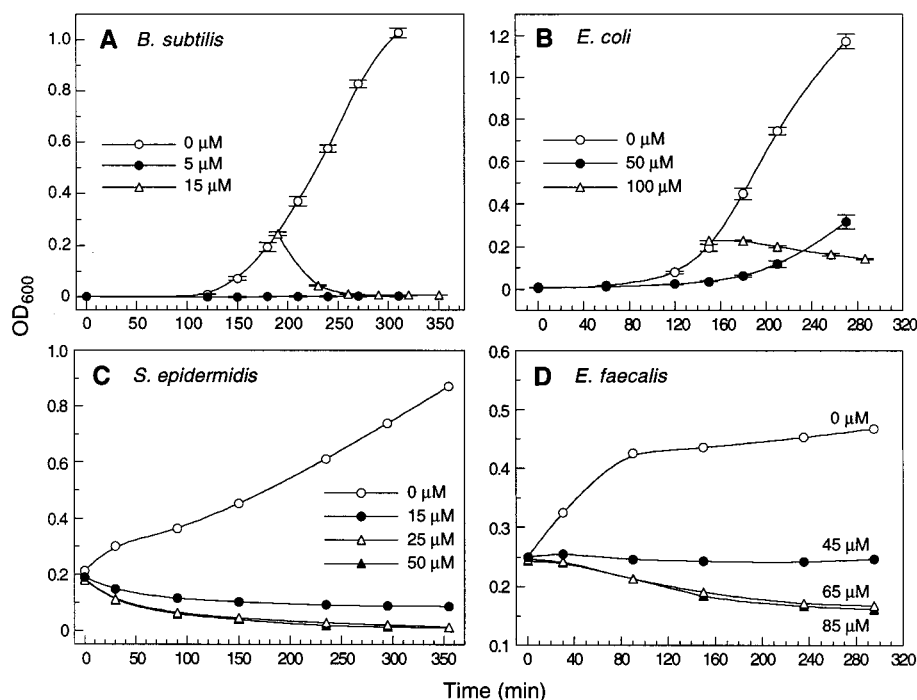 A B. subtilis
1.0
0.8
0.6
0.4
0.2
0
0 μM
5 μM
15 μM
0 50 100 150 200 250 300 350
B E. coli
1.2
1.0
0.8
0.6
0.4
0.2
0
0 μM
50 μM
100 μM
0 40 80 120 160 200 240 280 320
OD600
C S. epidermidis
1.0
0.8
0.6
0.4
0.2
0
0 μM
15 μM
25 μM
50 μM
0 50 100 150 200 250 300 350
D E. faecalis
0.6
0.5
0.4
0.3
0.2
0.1
0 μM
45 μM
65 μM
85 μM
0 40 80 120 160 200 240 280 320
Time (min)